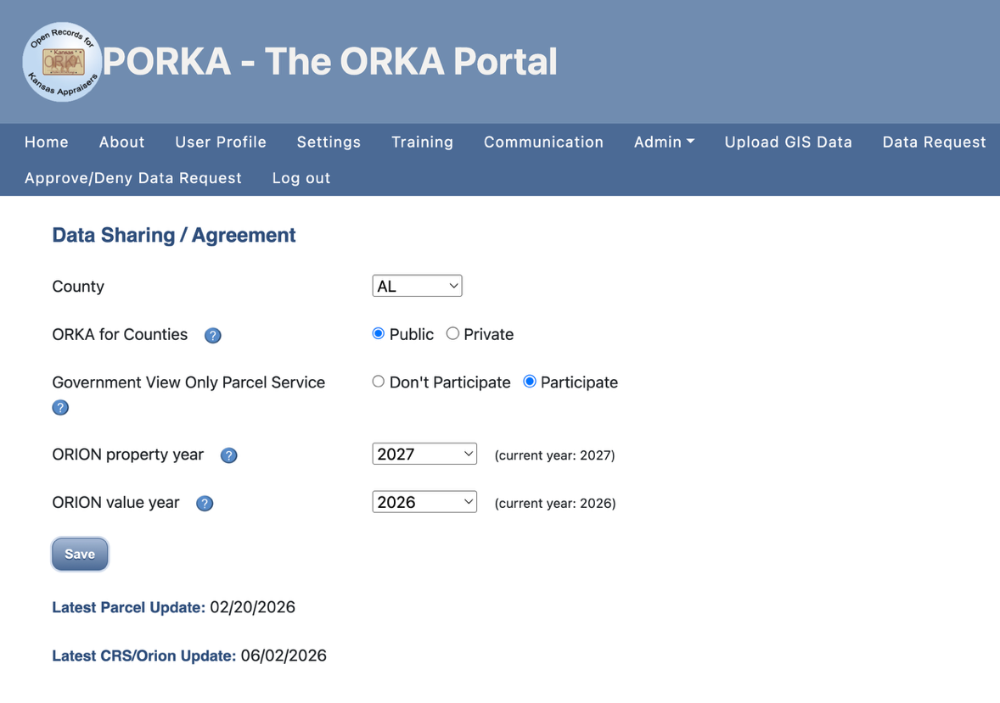 Open Records for
Kansas
ORKA
Kansas Appraisers
PORKA - The ORKA Portal
Home About User Profile Settings Training Communication Admin Upload GIS Data Data Request
Approve/Deny Data Request Log out
Data Sharing / Agreement
County AL
ORKA for Counties ? Public Private
Government View Only Parcel Service Don't Participate Participate
?
ORION property year ? 2027 (current year: 2027)
ORION value year ? 2026 (current year: 2026)
Save
Latest Parcel Update: 02/20/2026
Latest CRS/Orion Update: 06/02/2026